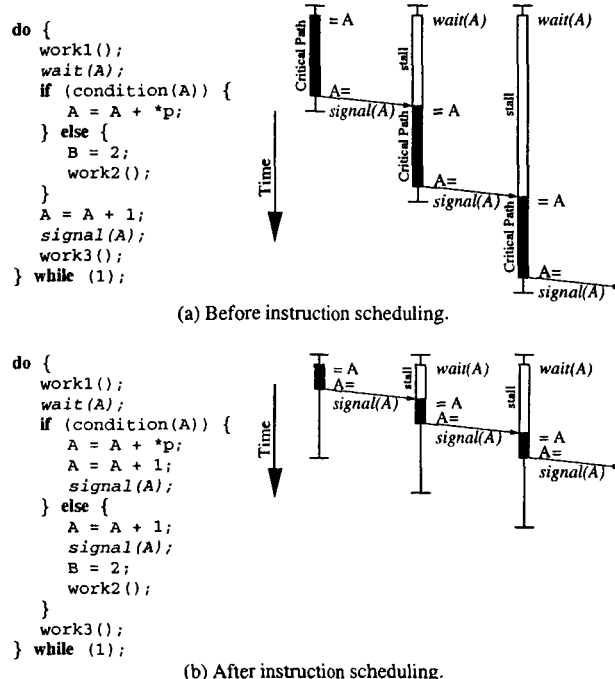 do {
work1();
wait(A);
if (condition(A)) {
A = A + *p;
} else {
B = 2;
work2();
}
A = A + 1;
signal(A);
work3();
} while (1);
Time
= A
Critical Path
A=
signal(A)
wait(A)
stall
= A
Critical Path
A=
signal(A)
wait(A)
stall
= A
Critical Path
A=
signal(A)
(a) Before instruction scheduling.
do {
work1();
wait(A);
if (condition(A)) {
A = A + *p;
A = A + 1;
signal(A);
} else {
A = A + 1;
signal(A);
B = 2;
work2();
}
work3();
} while (1);
Time
= A
A=
signal(A)
wait(A)
stall
= A
A=
signal(A)
wait(A)
stall
= A
A=
signal(A)
(b) After instruction scheduling.